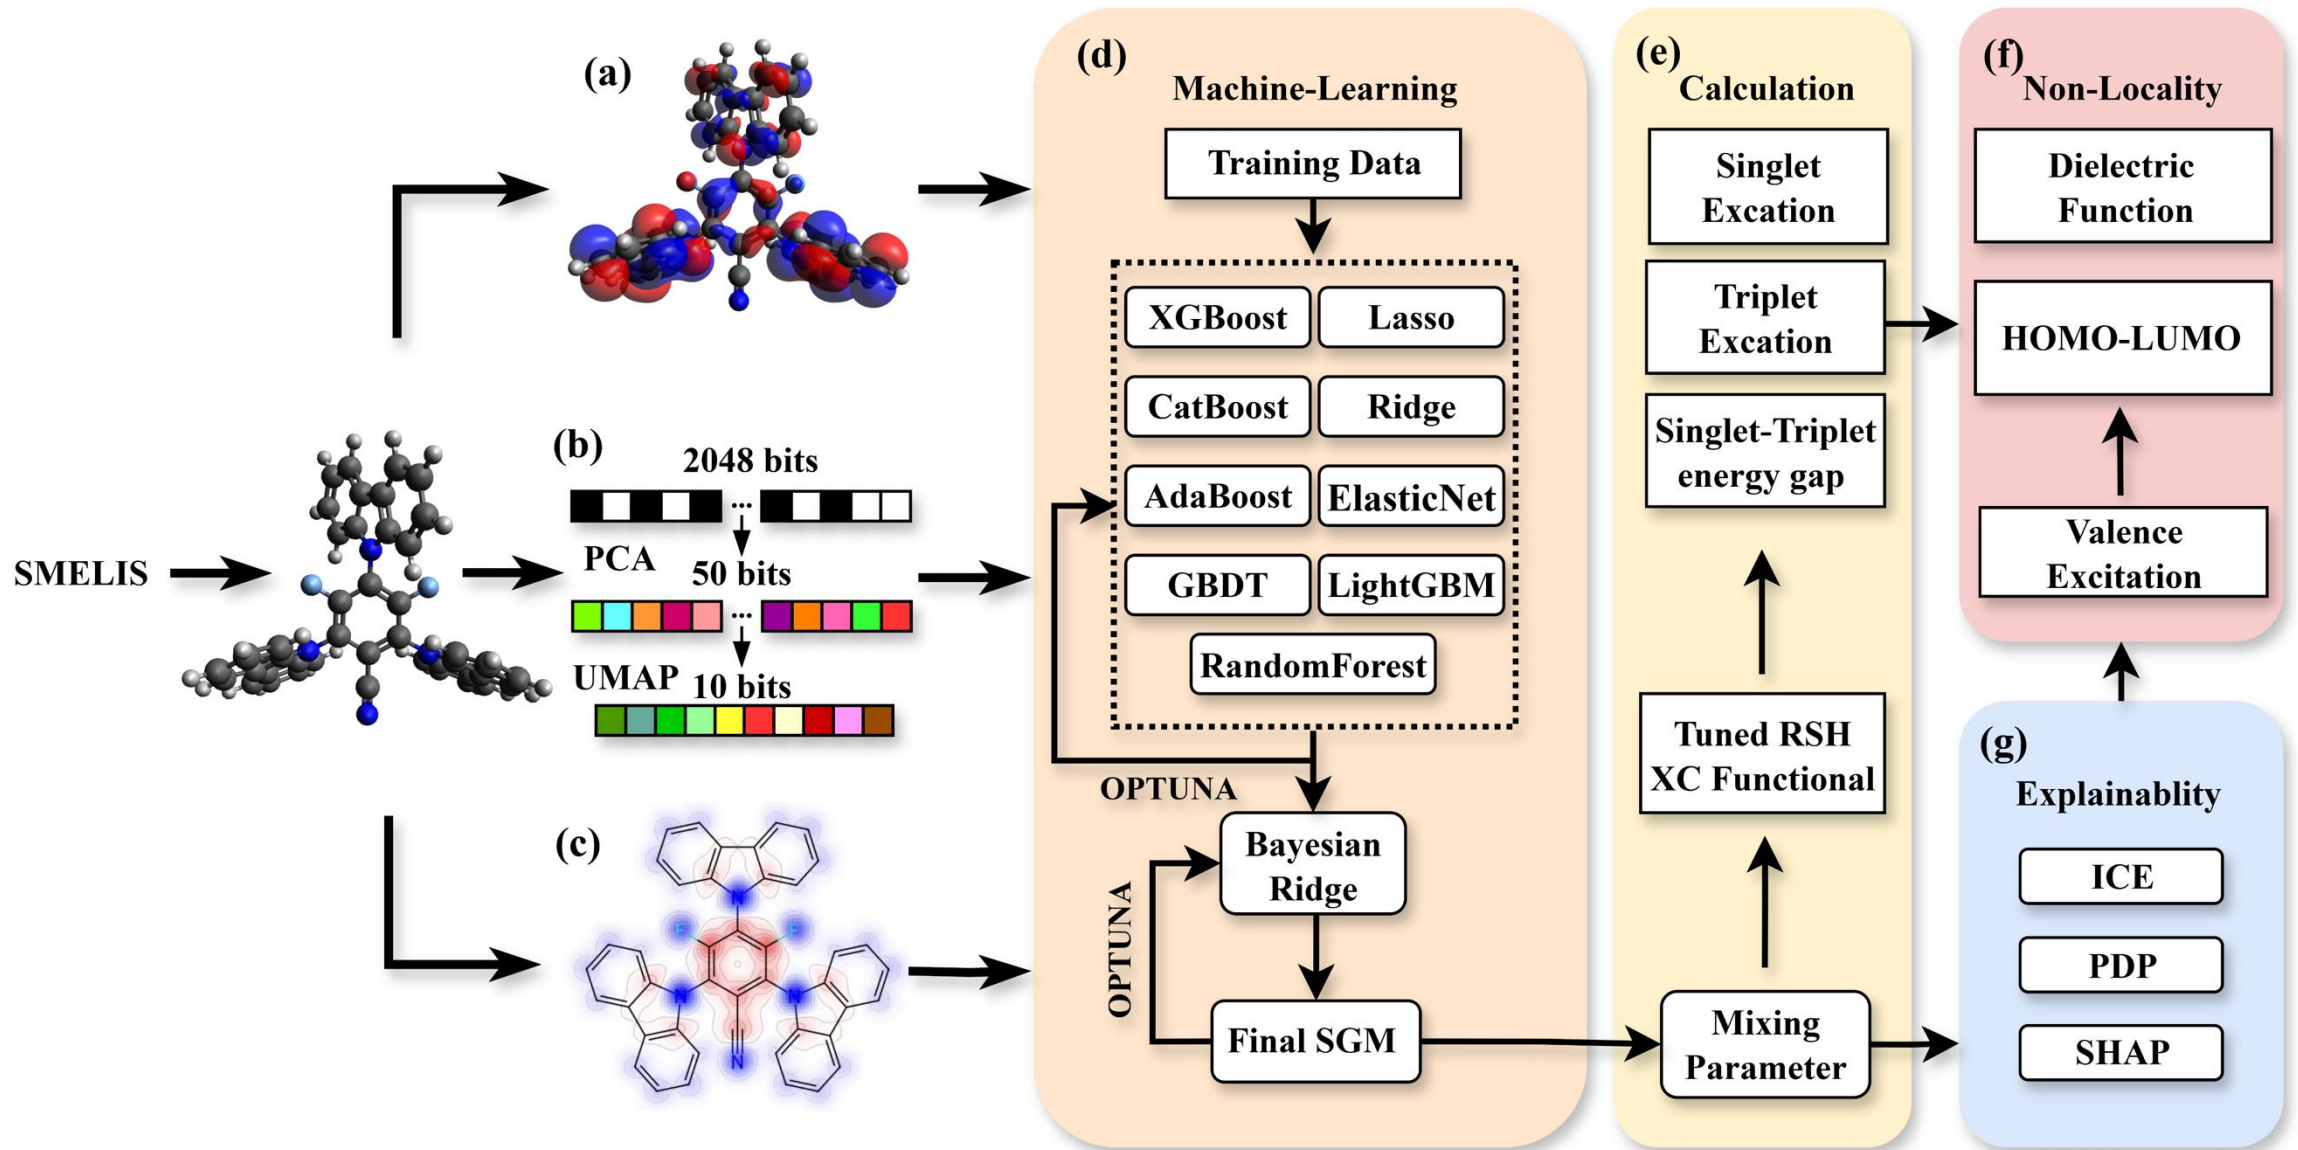 SMELIS
(a)
(b)
2048 bits
...
PCA
50 bits
...
UMAP
10 bits
(c)
N
F
F
N
N
N
(d)
Machine-Learning
Training Data
XGBoost
Lasso
CatBoost
Ridge
AdaBoost
ElasticNet
GBDT
LightGBM
RandomForest
OPTUNA
Bayesian
Ridge
OPTUNA
Final SGM
(e)
Calculation
Singlet
Excation
Triplet
Excation
Singlet-Triplet
energy gap
Tuned RSH
XC Functional
Mixing
Parameter
(f)
Non-Locality
Dielectric
Function
HOMO-LUMO
Valence
Excitation
(g)
Explainablity
ICE
PDP
SHAP